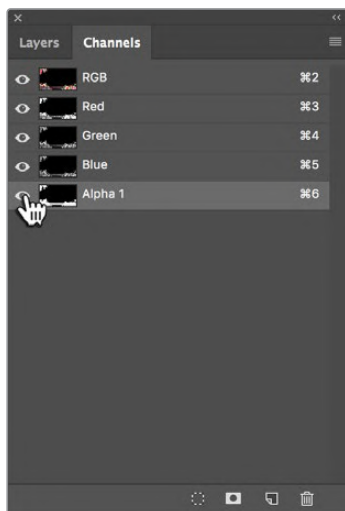 Layers Channels
RGB ⌘2
Red ⌘3
Green ⌘4
Blue ⌘5
Alpha 1 ⌘6